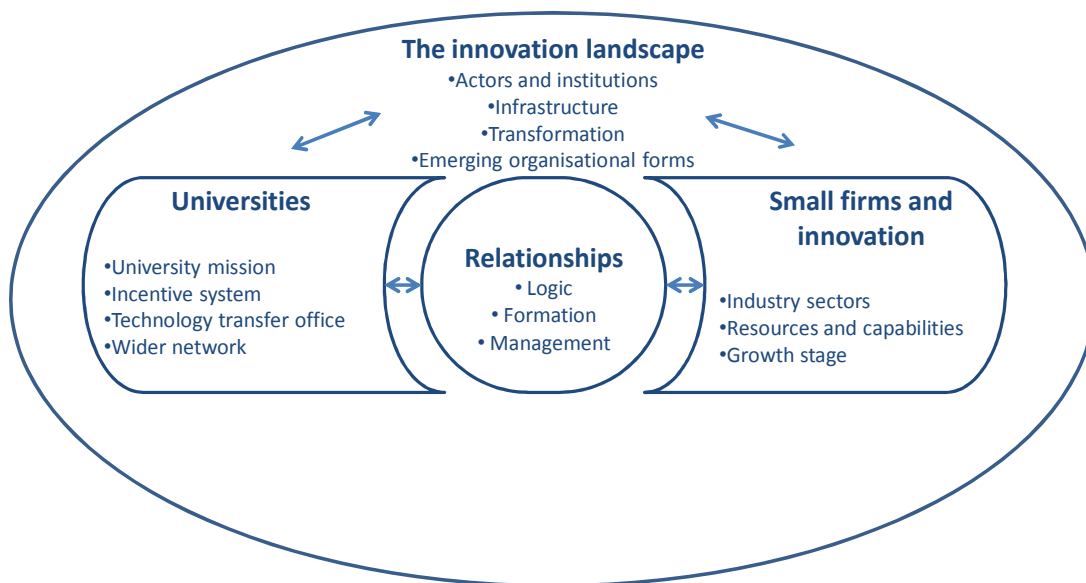 The innovation landscape
•Actors and institutions
•Infrastructure
•Transformation
•Emerging organisational forms
Universities
•University mission
•Incentive system
•Technology transfer office
•Wider network
Relationships
• Logic
• Formation
• Management
Small firms and
innovation
•Industry sectors
•Resources and capabilities
•Growth stage